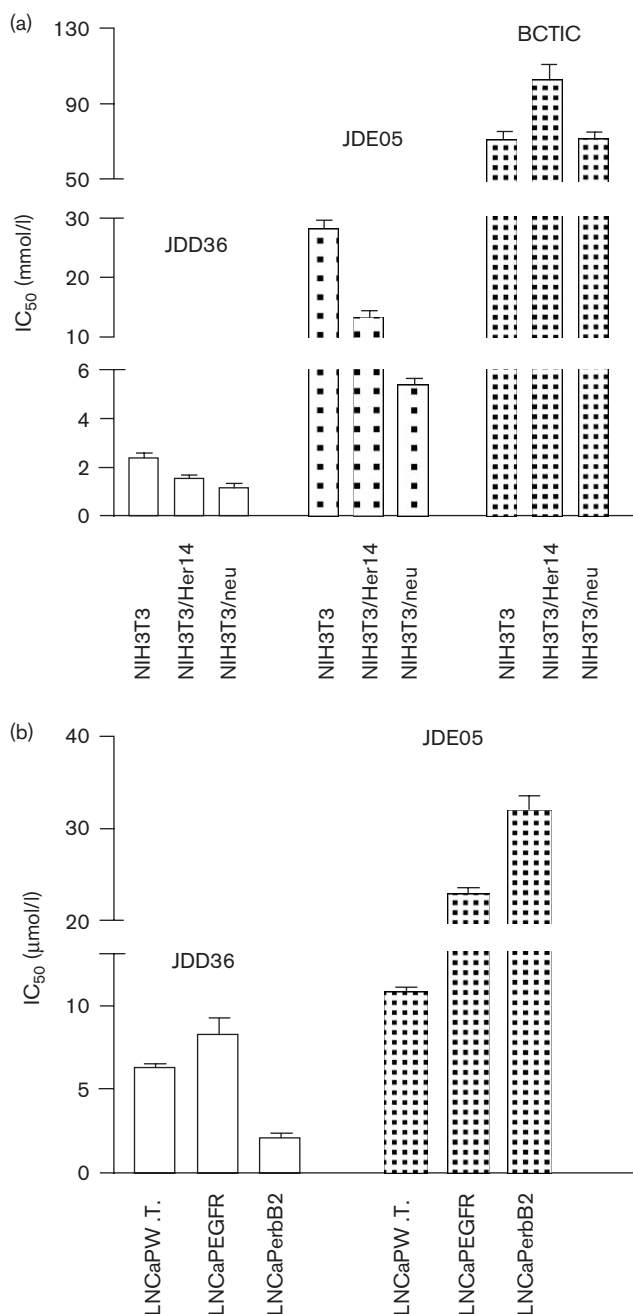 (a)
130
BCTIC
90
JDE05
50
30
JDD36
20
10
6
4
2
0
IC50 (mmol/l)
NIH3T3
NIH3T3/Her14
NIH3T3/neu
NIH3T3
NIH3T3/Her14
NIH3T3/neu
NIH3T3
NIH3T3/Her14
NIH3T3/neu
(b)
40
JDE05
30
20
JDD36
10
5
0
IC50 (μmol/l)
LNCaPW .T.
LNCaPEGFR
LNCaPerbB2
LNCaPW .T.
LNCaPEGFR
LNCaPerbB2